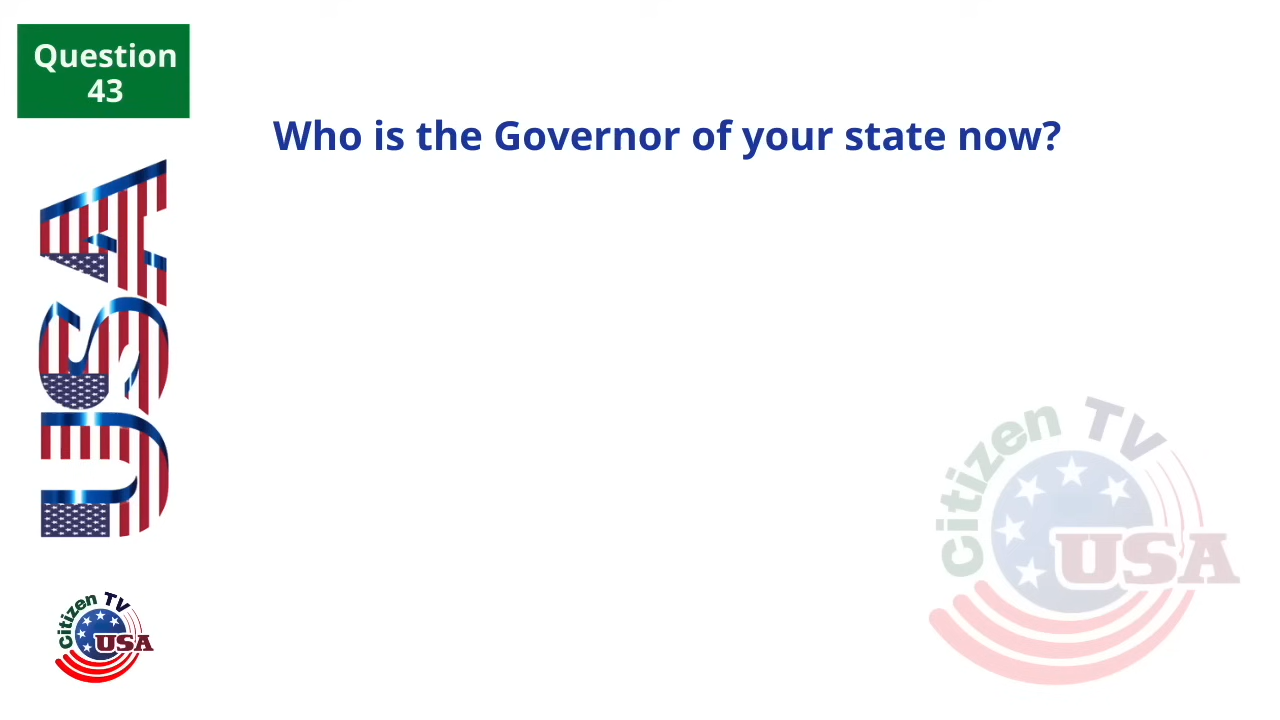 Question
43
Who is the Governor of your state now?
USA
Citizen TV
USA
Citizen TV
USA